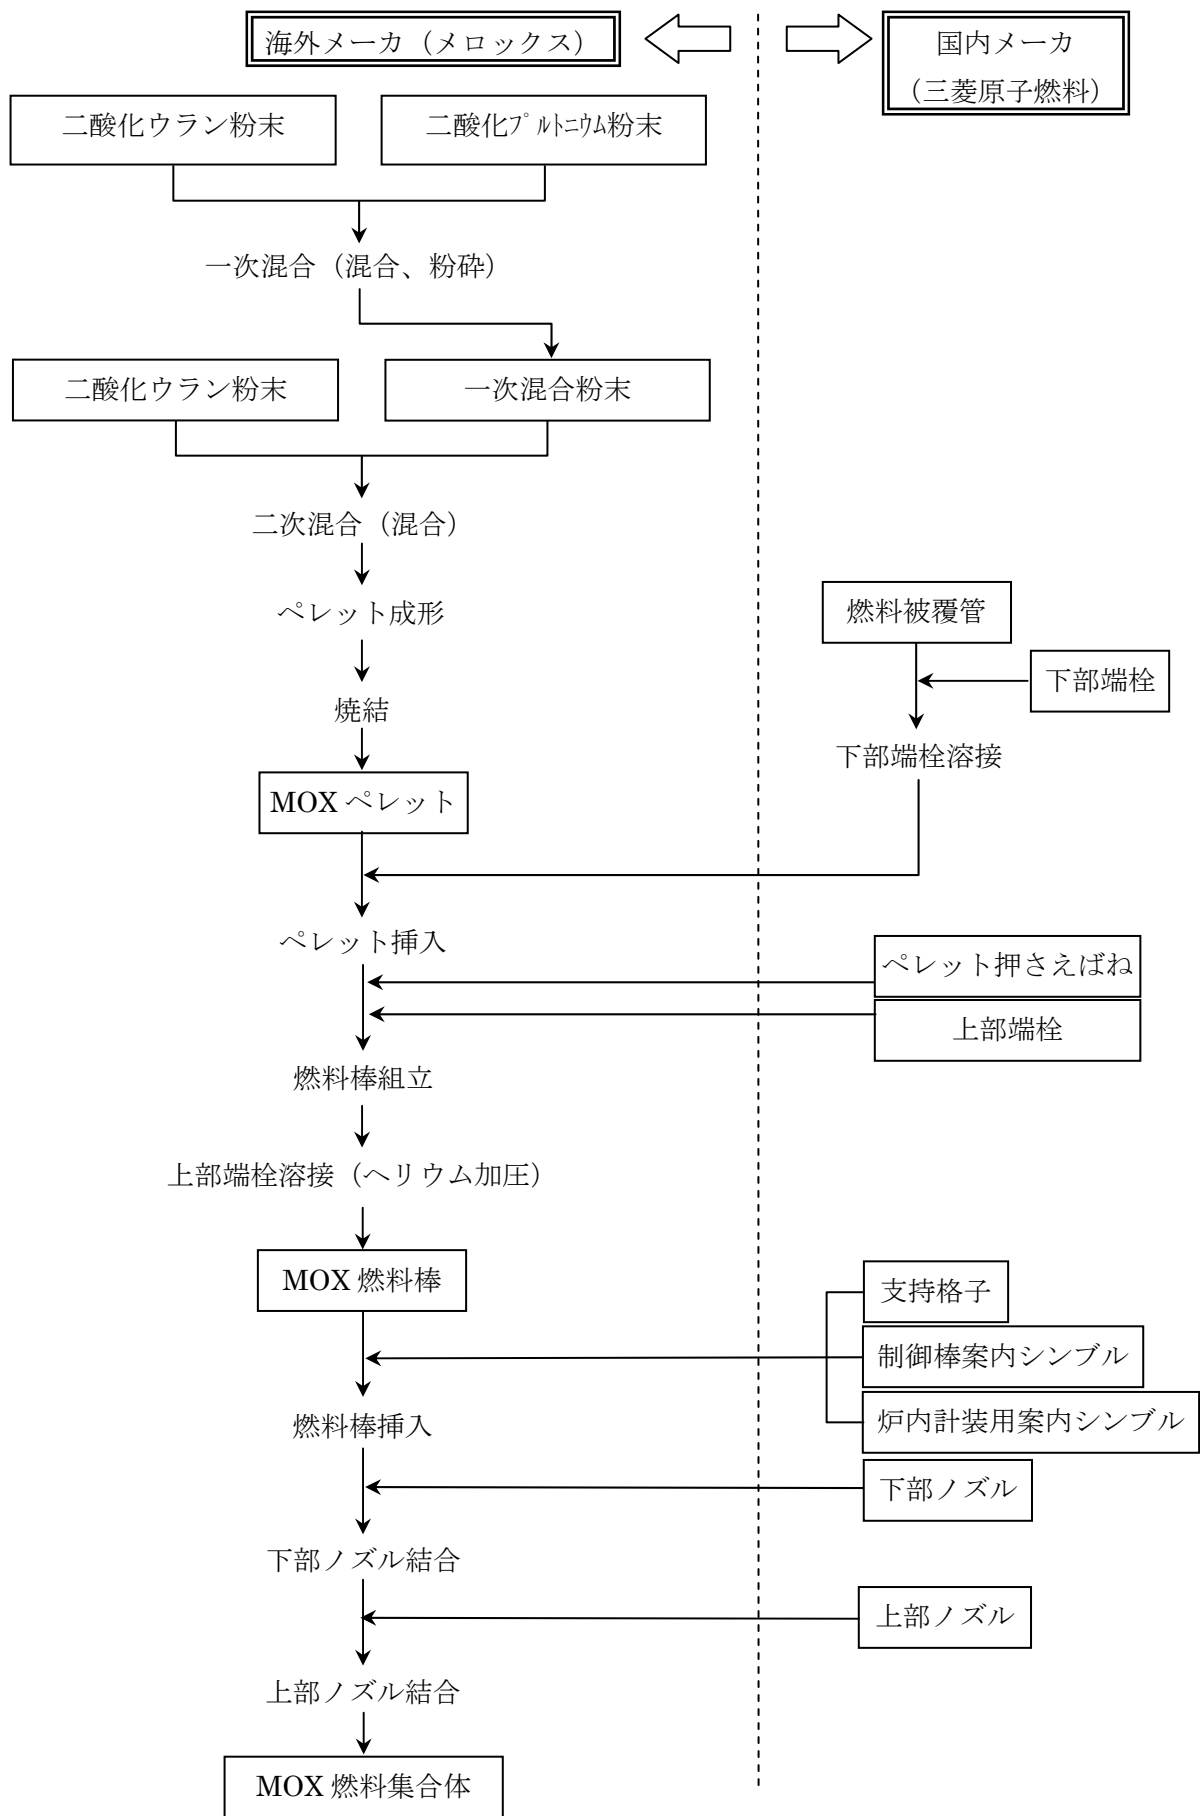 海外メーカ（メロックス）
国内メーカ
（三菱原子燃料）
二酸化ウラン粉末
二酸化ﾌﾟﾙﾄﾆｳﾑ粉末
一次混合（混合、粉砕）
二酸化ウラン粉末
一次混合粉末
二次混合（混合）
ペレット成形
燃料被覆管
下部端栓
焼結
下部端栓溶接
MOX ペレット
ペレット挿入
ペレット押さえばね
上部端栓
燃料棒組立
上部端栓溶接（ヘリウム加圧）
MOX 燃料棒
支持格子
制御棒案内シンブル
炉内計装用案内シンブル
燃料棒挿入
下部ノズル
下部ノズル結合
上部ノズル
上部ノズル結合
MOX 燃料集合体